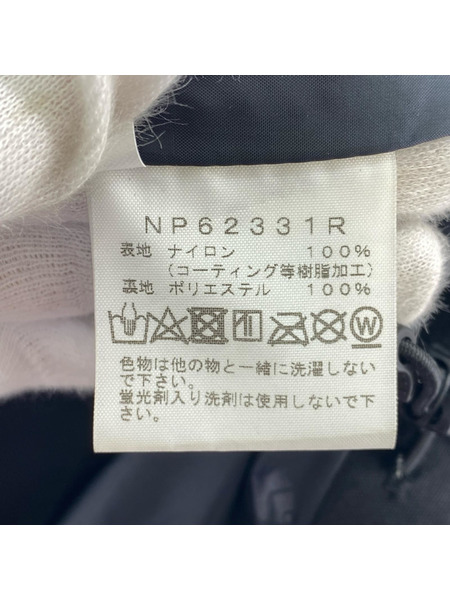 NP62331R
表地 ナイロン 100%
(コーティング等樹脂加工)
裏地 ポリエステル 100%
W
色物は他の物と一緒に洗濯しない
で下さい。
蛍光剤入り洗剤は使用しないで下
さい。